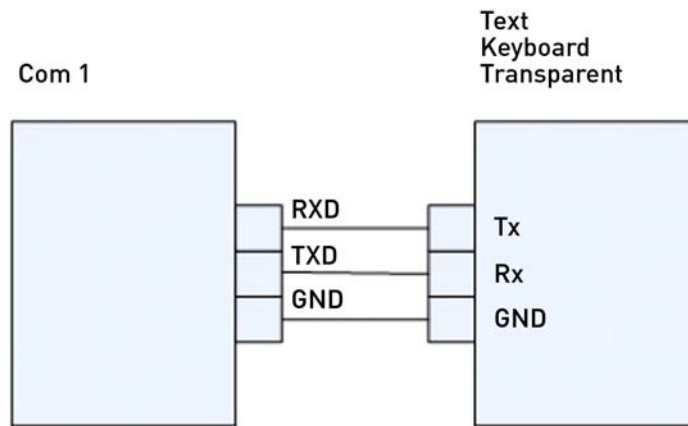 Text
Keyboard
Com 1
Transparent
RXD
Tx
TXD
Rx
GND
GND